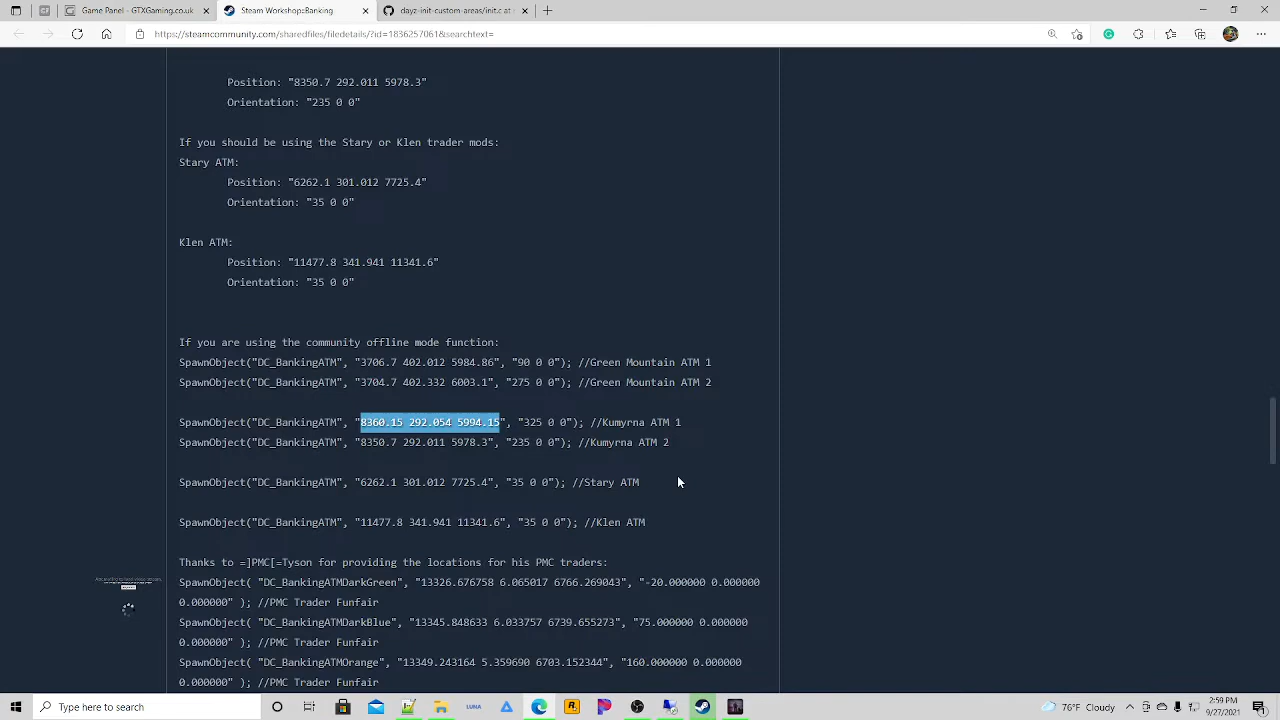 Game Panel - GTXGaming.co.uk
Steam Workshop::Banking
dayz-init-custom-areas/init.c at
https://steamcommunity.com/sharedfiles/filedetails/?id=1836257061&searchtext=
Position: "8350.7 292.011 5978.3"
Orientation: "235 0 0"
If you should be using the Stary or Klen trader mods:
Stary ATM:
Position: "6262.1 301.012 7725.4"
Orientation: "35 0 0"
Klen ATM:
Position: "11477.8 341.941 11341.6"
Orientation: "35 0 0"
If you are using the community offline mode function:
SpawnObject("DC_BankingATM", "3706.7 402.012 5984.86", "90 0 0"); //Green Mountain ATM 1
SpawnObject("DC_BankingATM", "3704.7 402.332 6003.1", "275 0 0"); //Green Mountain ATM 2
SpawnObject("DC_BankingATM", "8360.15 292.054 5994.15", "325 0 0"); //Kumyrna ATM 1
SpawnObject("DC_BankingATM", "8350.7 292.011 5978.3", "235 0 0"); //Kumyrna ATM 2
SpawnObject("DC_BankingATM", "6262.1 301.012 7725.4", "35 0 0"); //Stary ATM
SpawnObject("DC_BankingATM", "11477.8 341.941 11341.6", "35 0 0"); //Klen ATM
Thanks to =]PMC[=Tyson for providing the locations for his PMC traders:
SpawnObject( "DC_BankingATMDarkGreen", "13326.676758 6.065017 6766.269043", "-20.000000 0.000000
0.000000" ); //PMC Trader Funfair
SpawnObject( "DC_BankingATMDarkBlue", "13345.848633 6.033757 6739.655273", "75.000000 0.000000
0.000000" ); //PMC Trader Funfair
SpawnObject( "DC_BankingATMOrange", "13349.243164 5.359690 6703.152344", "160.000000 0.000000
0.000000" ); //PMC Trader Funfair
Type here to search
LUNA
76°F Cloudy
2:59 PM
9/27/2021